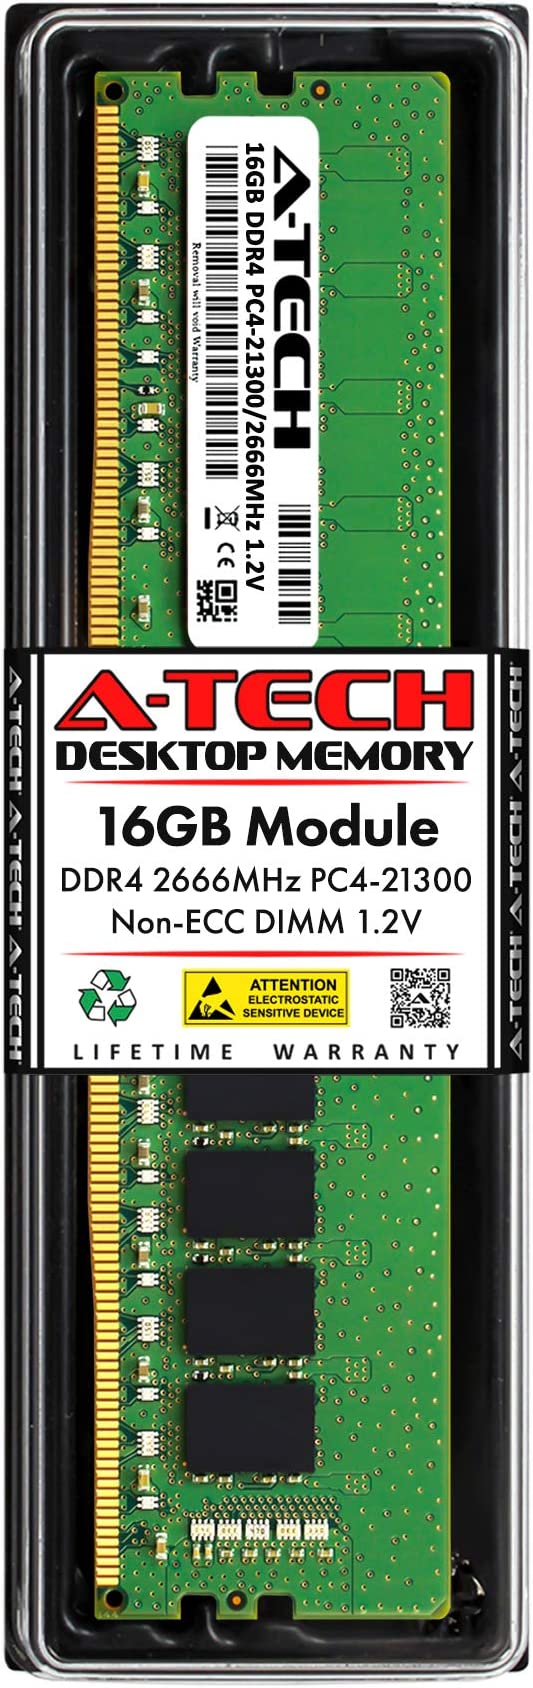 A-TECH
16GB DDR4 PC4-21300/2666MHz 1.2V
Removal will void Warranty
CE
A-TECH
DESKTOP MEMORY
16GB Module
DDR4 2666MHz PC4-21300
Non-ECC DIMM 1.2V
ATTENTION
ELECTROSTATIC
SENSITIVE DEVICE
LIFETIME WARRANTY
A-TECH A-TECH A-TECH
A-TECH A-TECH A-TECH